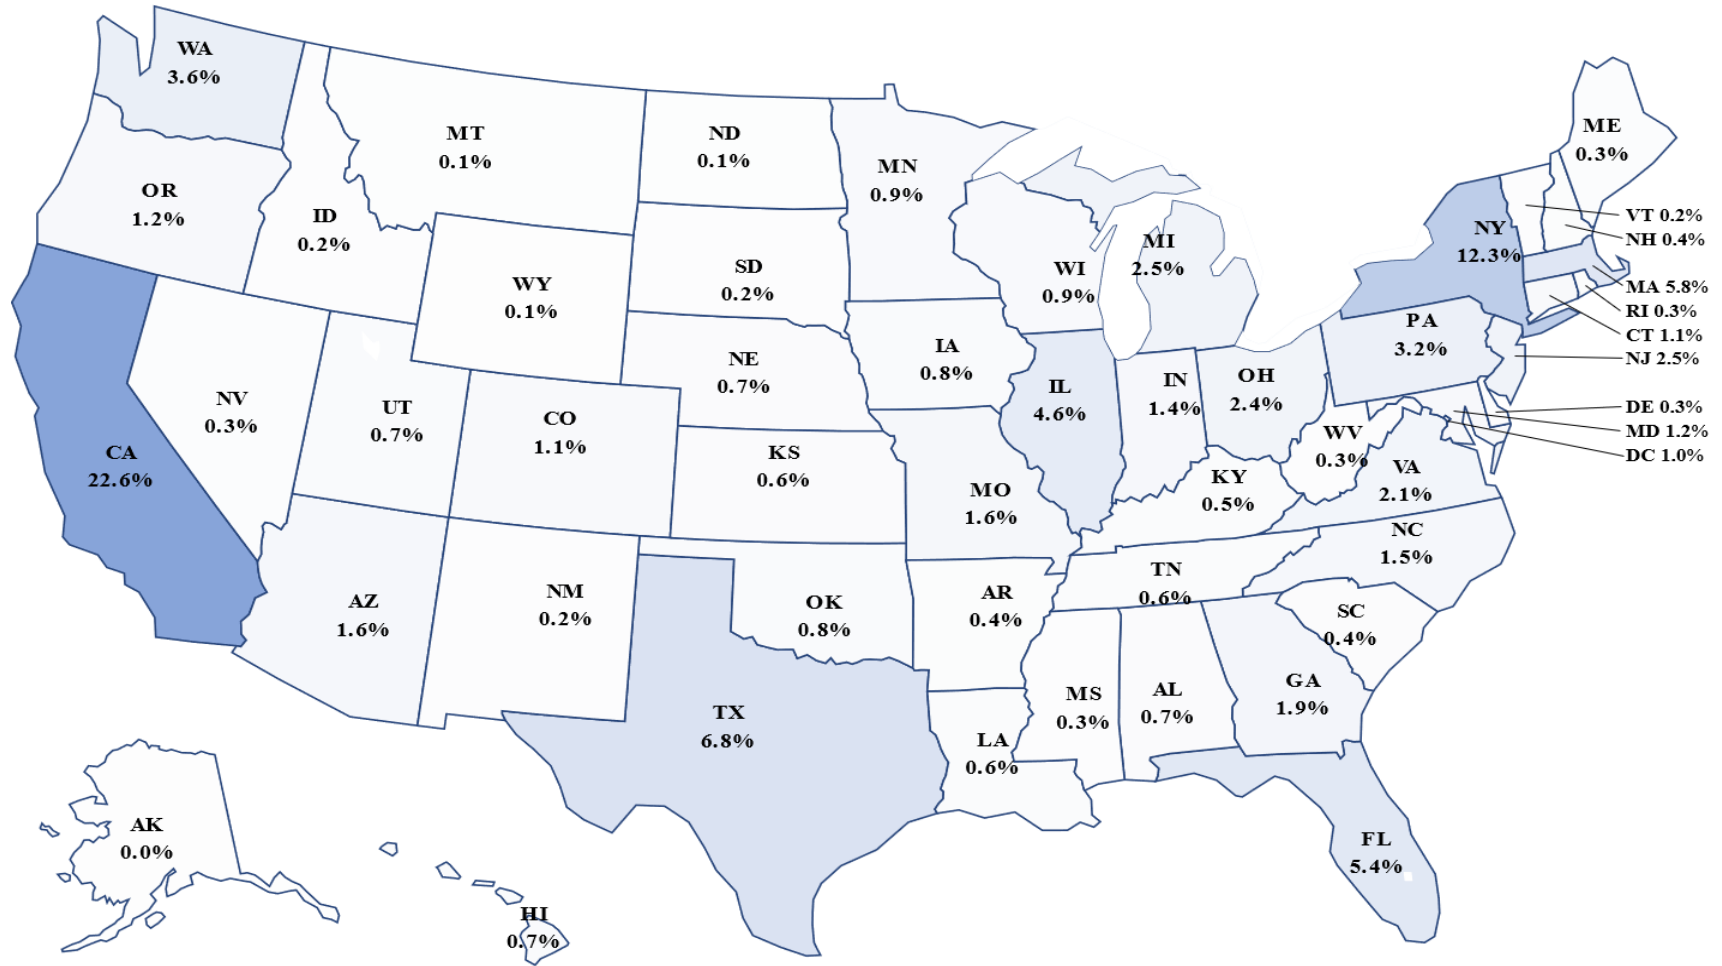 WA
3.6%
MT
0.1%
ND
0.1%
MN
0.9%
ME
0.3%
OR
1.2%
ID
0.2%
VT 0.2%
NH 0.4%
NY
12.3%
MI
2.5%
WI
0.9%
SD
0.2%
WY
0.1%
MA 5.8%
RI 0.3%
CT 1.1%
NJ 2.5%
PA
3.2%
IA
0.8%
NE
0.7%
IL
4.6%
IN
1.4%
OH
2.4%
NV
0.3%
UT
0.7%
CO
1.1%
DE 0.3%
MD 1.2%
DC 1.0%
CA
22.6%
KS
0.6%
MO
1.6%
KY
0.5%
WV
0.3%
VA
2.1%
NC
1.5%
TN
0.6%
AZ
1.6%
NM
0.2%
OK
0.8%
AR
0.4%
SC
0.4%
TX
6.8%
LA
0.6%
MS
0.3%
AL
0.7%
GA
1.9%
AK
0.0%
HI
0.7%
FL
5.4%